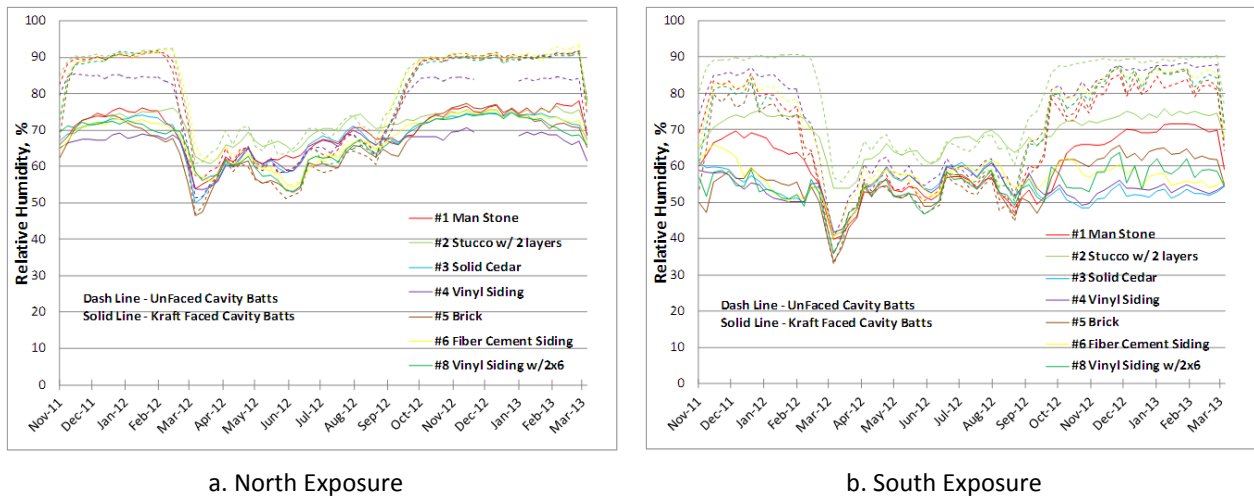 100
90
80
70
60
50
40
30
20
10
0
Relative Humidity, %
#1 Man Stone
#2 Stucco w/ 2 layers
#3 Solid Cedar
#4 Vinyl Siding
#5 Brick
#6 Fiber Cement Siding
#8 Vinyl Siding w/2x6
Dash Line - UnFaced Cavity Batts
Solid Line - Kraft Faced Cavity Batts
Nov-11
Dec-11
Jan-12
Feb-12
Mar-12
Apr-12
May-12
Jun-12
Jul-12
Aug-12
Sep-12
Oct-12
Nov-12
Dec-12
Jan-13
Feb-13
Mar-13
a. North Exposure
100
90
80
70
60
50
40
30
20
10
0
Relative Humidity, %
#1 Man Stone
#2 Stucco w/ 2 layers
#3 Solid Cedar
#4 Vinyl Siding
#5 Brick
#6 Fiber Cement Siding
#8 Vinyl Siding w/2x6
Dash Line - UnFaced Cavity Batts
Solid Line - Kraft Faced Cavity Batts
Nov-11
Dec-11
Jan-12
Feb-12
Mar-12
Apr-12
May-12
Jun-12
Jul-12
Aug-12
Sep-12
Oct-12
Nov-12
Dec-12
Jan-13
Feb-13
Mar-13
b. South Exposure